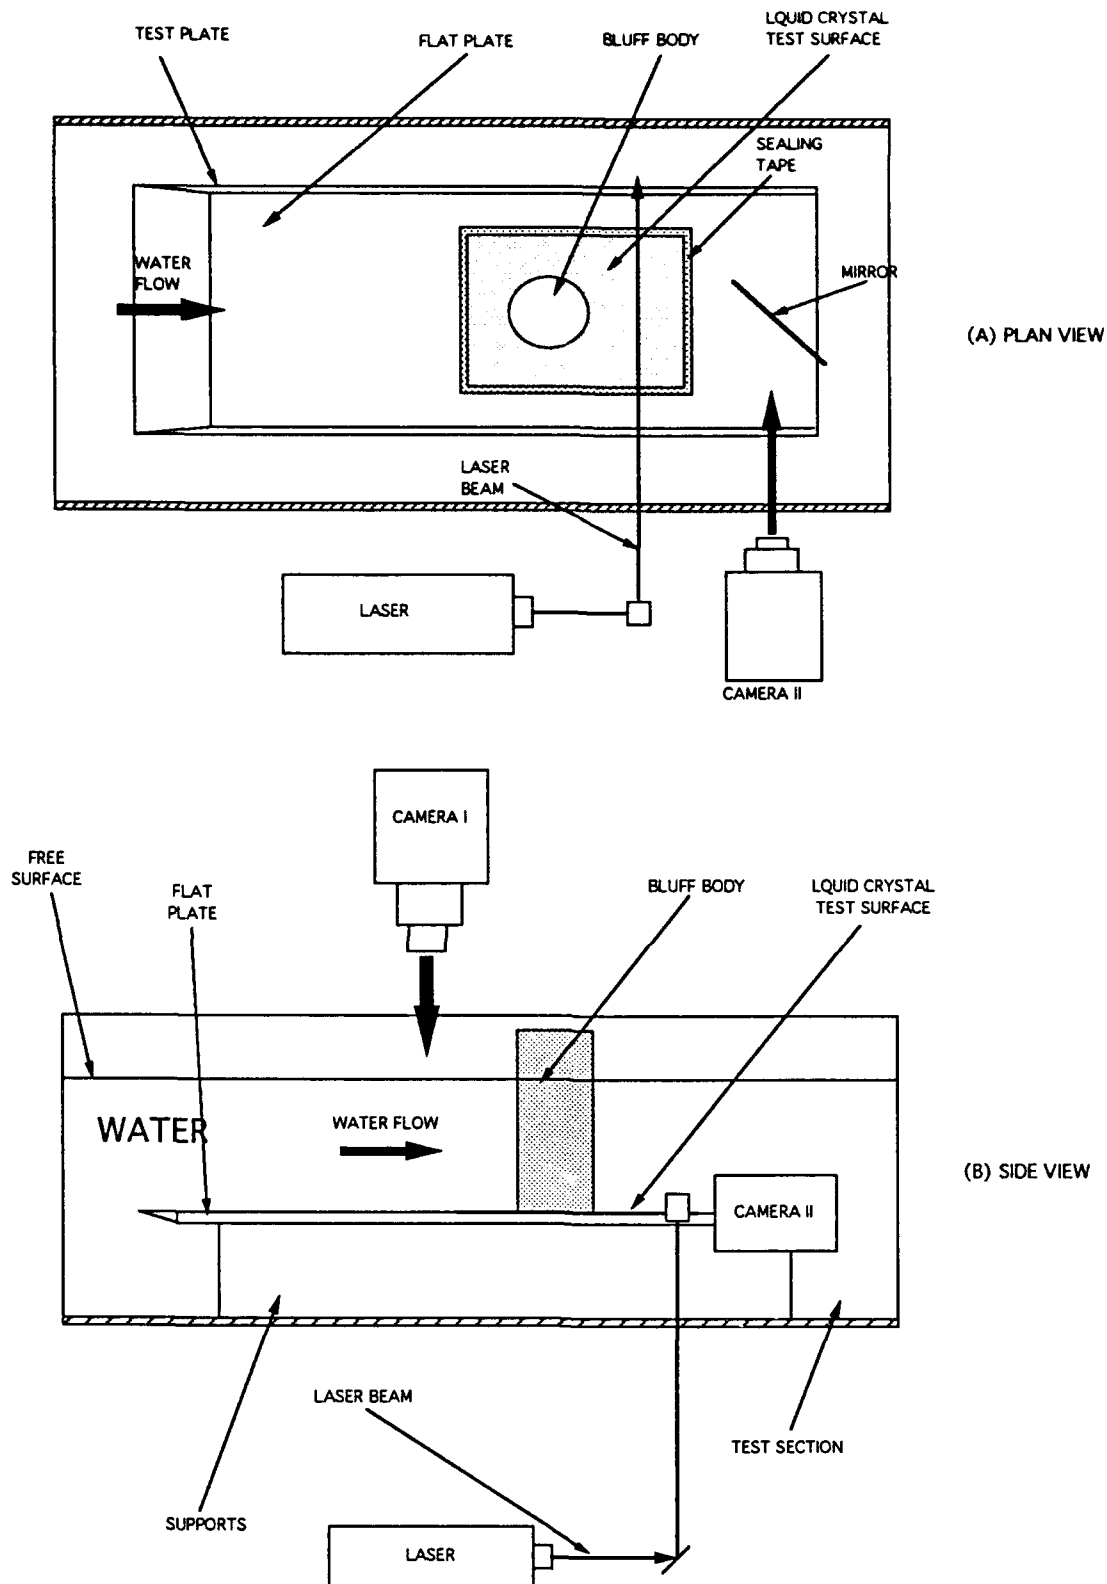 LQUID CRYSTAL
TEST SURFACE
TEST PLATE
FLAT PLATE
BLUFF BODY
SEALING
TAPE
WATER
FLOW
MIRROR
(A) PLAN VIEW
LASER
BEAM
LASER
CAMERA II
CAMERA I
FREE
SURFACE
FLAT
PLATE
BLUFF BODY
LQUID CRYSTAL
TEST SURFACE
WATER
WATER FLOW
(B) SIDE VIEW
CAMERA II
LASER BEAM
TEST SECTION
SUPPORTS
LASER